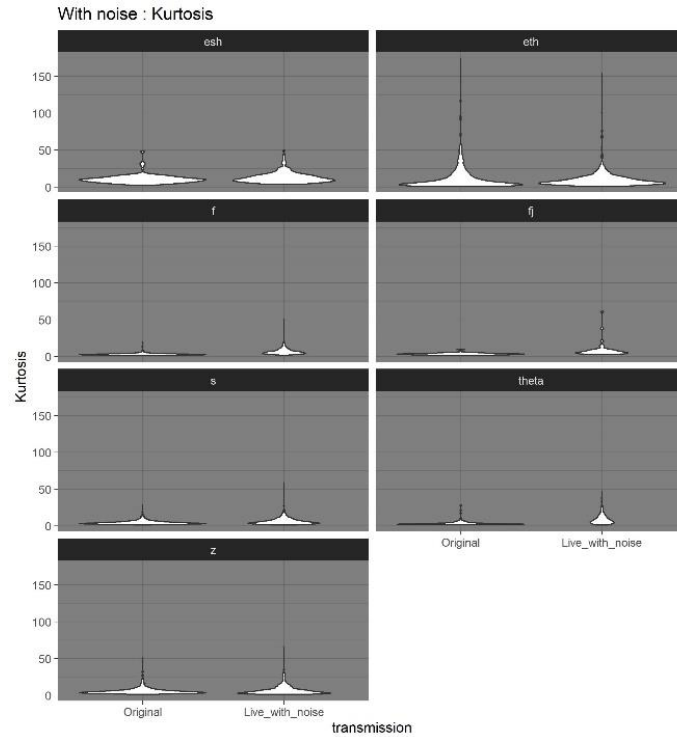 With noise : Kurtosis
esh
eth
150
100
50
0
f
fj
150
100
50
0
s
theta
150
100
50
0
z
150
100
50
0
Original
Live_with_noise
Original
Live_with_noise
Kurtosis
transmission